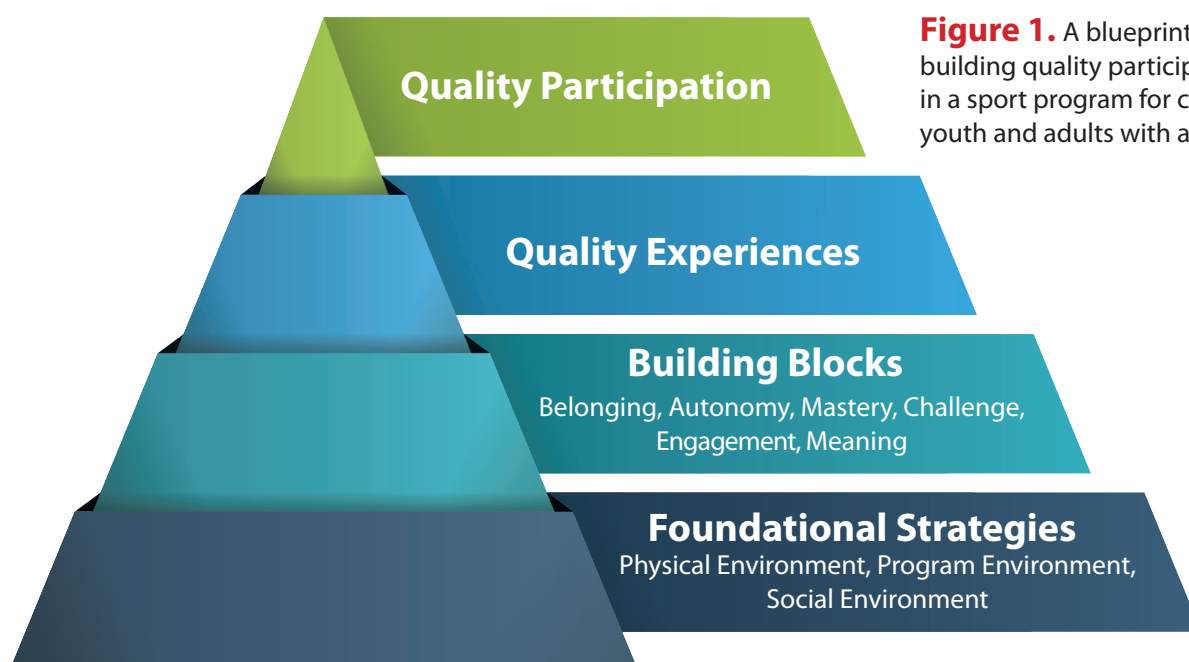 Figure 1. A blueprint
building quality particip
in a sport program for c
youth and adults with a
Quality Participation
Quality Experiences
Building Blocks
Belonging, Autonomy, Mastery, Challenge,
Engagement, Meaning
Foundational Strategies
Physical Environment, Program Environment,
Social Environment